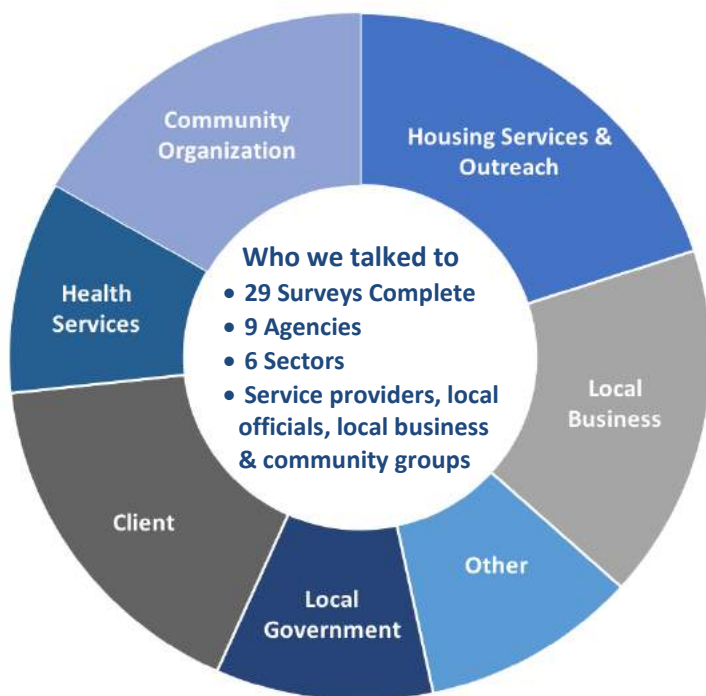 Community
Organization
Housing Services &
Outreach
Who we talked to
• 29 Surveys Complete
• 9 Agencies
• 6 Sectors
• Service providers, local
officials, local business
& community groups
Health
Services
Local
Business
Client
Other
Local
Government